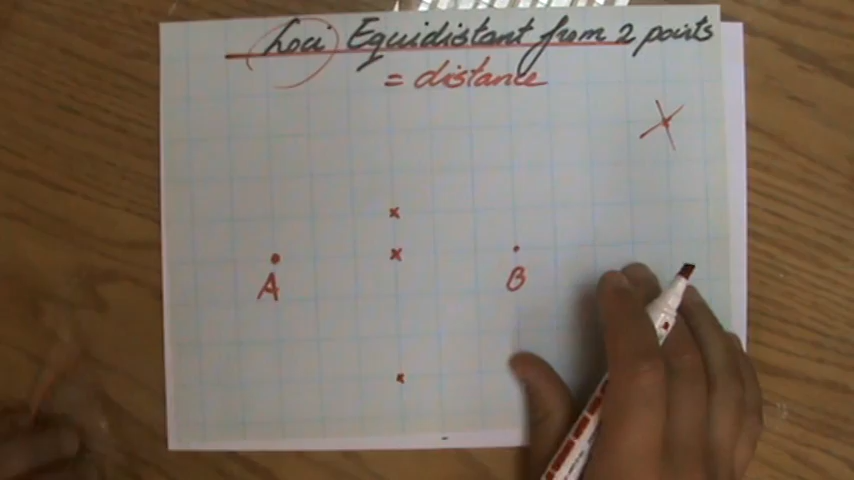 Loci Equidistant from 2 points
= distance
A B